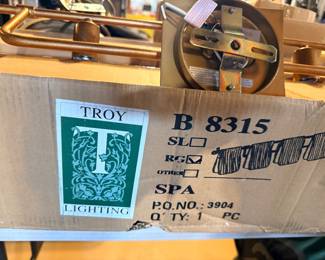 TROY
T
LIGHTING
B 8315
SL
RG
OTHER
SPA
P.O.NO.: 3904
Q'TY: 1 PC